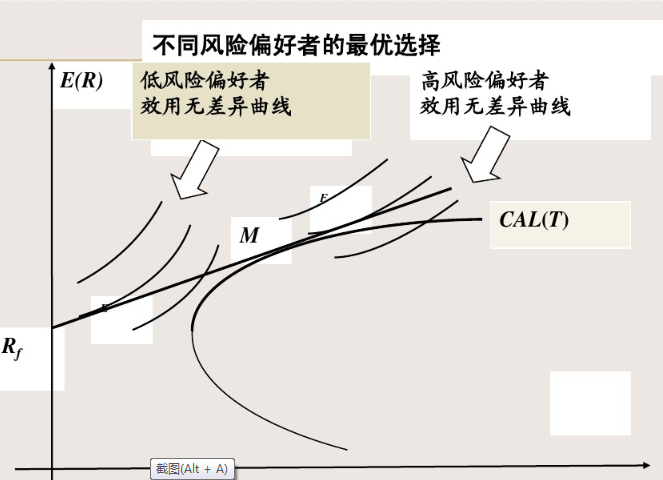 不同风险偏好者的最优选择
E(R)
低风险偏好者
效用无差异曲线
高风险偏好者
效用无差异曲线
F
M
CAL(T)
E
Rf
截图(Alt + A)